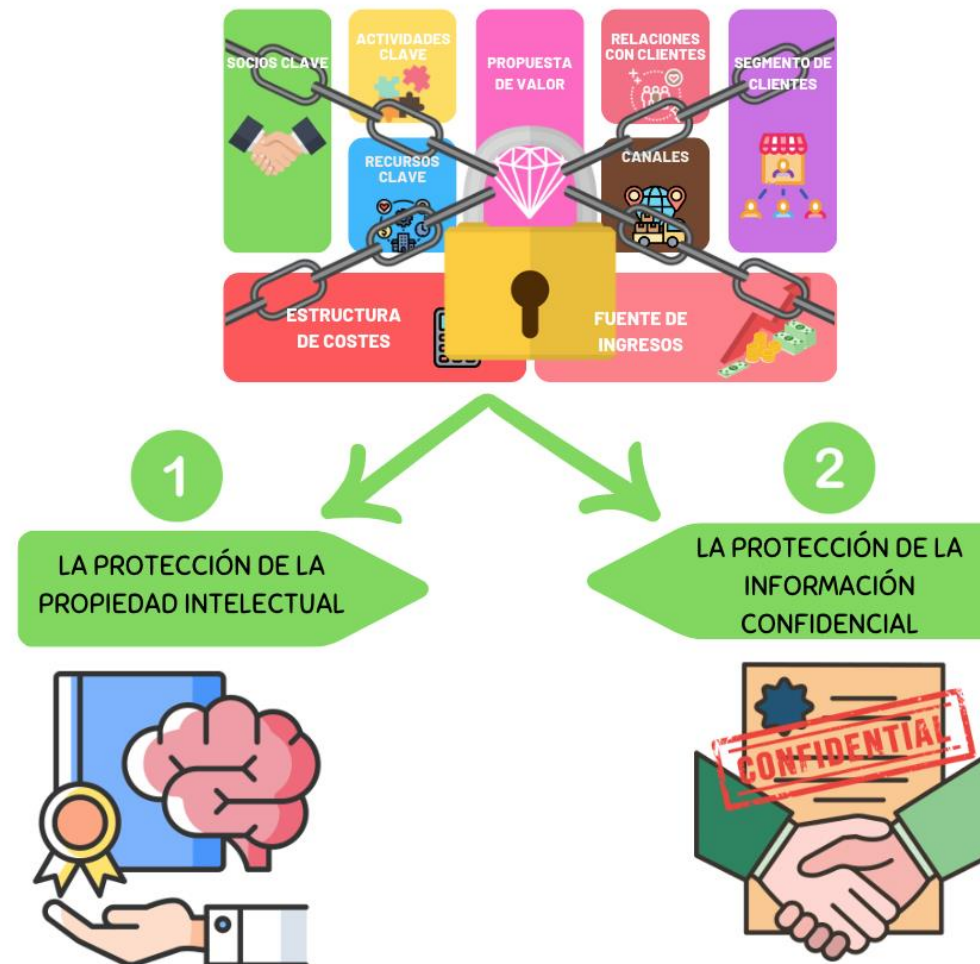 SOCIOS CLAVE
ACTIVIDADES
CLAVE
RECURSOS
CLAVE
PROPUESTA
DE VALOR
RELACIONES
CON CLIENTES
CANALES
SEGMENTO DE
CLIENTES
ESTRUCTURA
DE COSTES
FUENTE DE
INGRESOS
1
LA PROTECCIÓN DE LA
PROPIEDAD INTELECTUAL
2
LA PROTECCIÓN DE LA
INFORMACIÓN
CONFIDENCIAL
CONFIDENTIAL